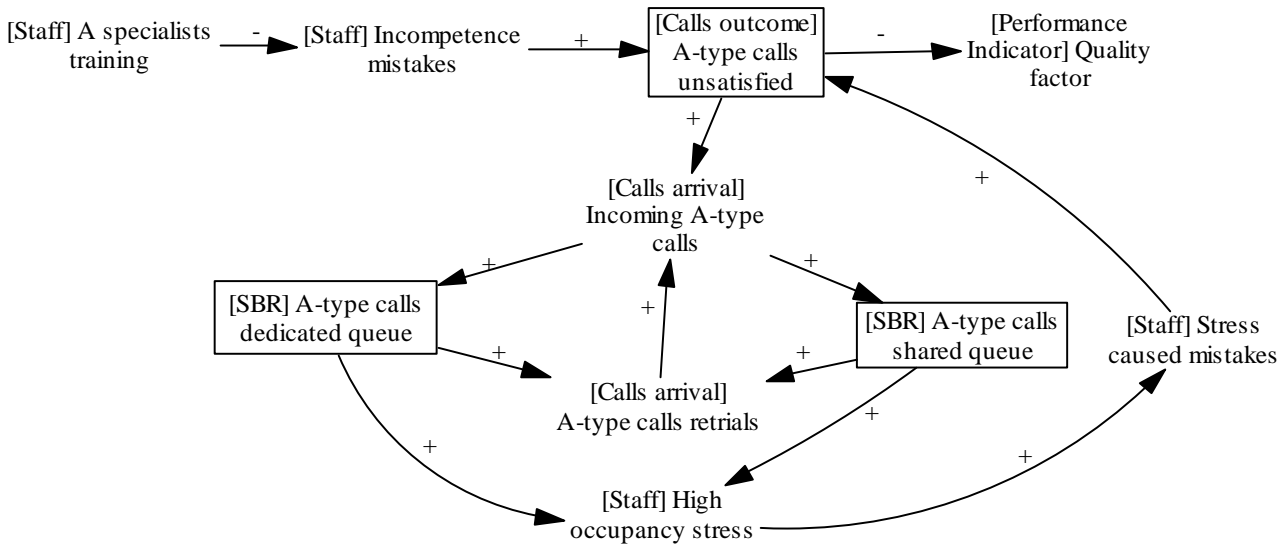 [Staff] A specialists
training
-
[Staff] Incompetence
mistakes
+
[Calls outcome]
A-type calls
unsatisfied
-
[Performance
Indicator] Quality
factor
+
+
[Calls arrival]
Incoming A-type
calls
+
+
[SBR] A-type calls
dedicated queue
+
[SBR] A-type calls
shared queue
[Staff] Stress
caused mistakes
+
+
[Calls arrival]
A-type calls retrials
+
+
+
[Staff] High
occupancy stress